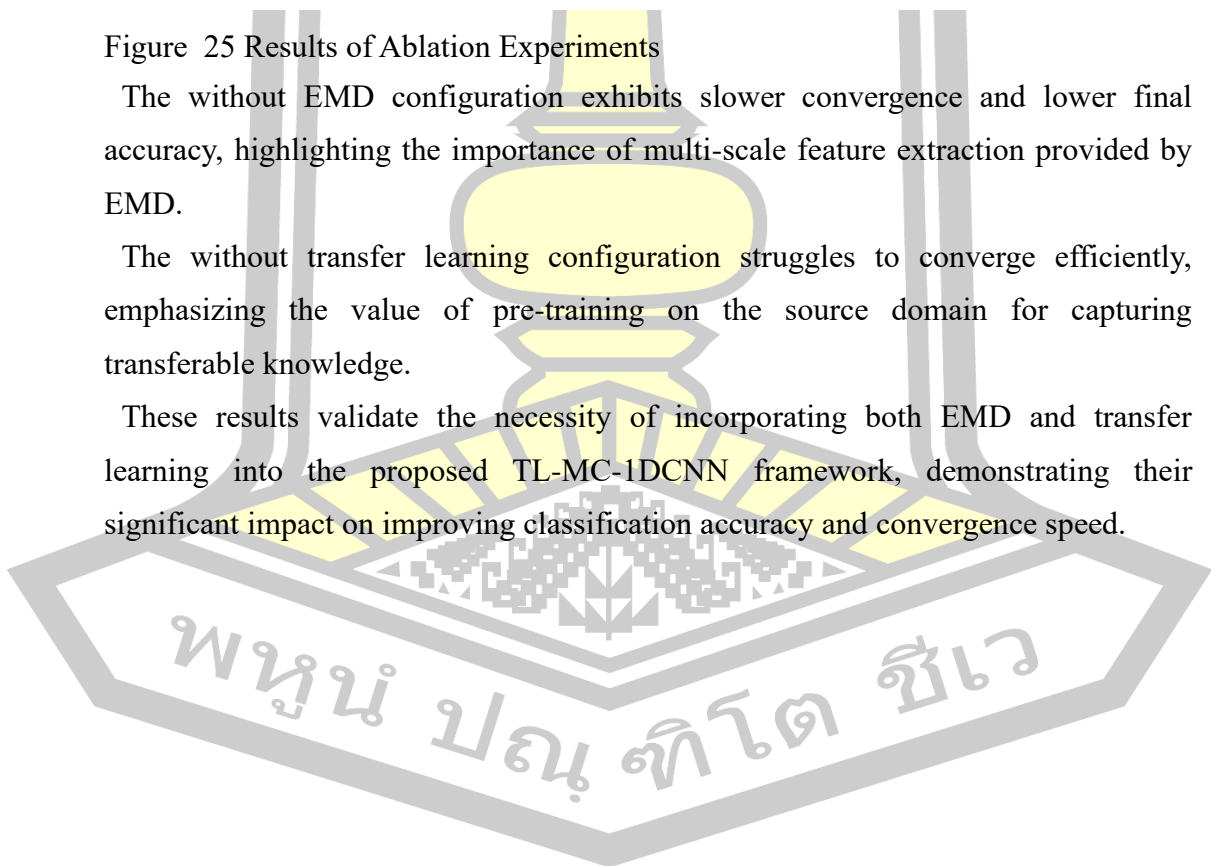 Figure 25 Results of Ablation Experiments
The without EMD configuration exhibits slower convergence and lower final
accuracy, highlighting the importance of multi-scale feature extraction provided by
EMD.
The without transfer learning configuration struggles to converge efficiently,
emphasizing the value of pre-training on the source domain for capturing
transferable knowledge.
These results validate the necessity of incorporating both EMD and transfer
learning into the proposed TL-MC-1DCNN framework, demonstrating their
significant impact on improving classification accuracy and convergence speed.
พหูนํ ปณฺฑิโต ชีเว